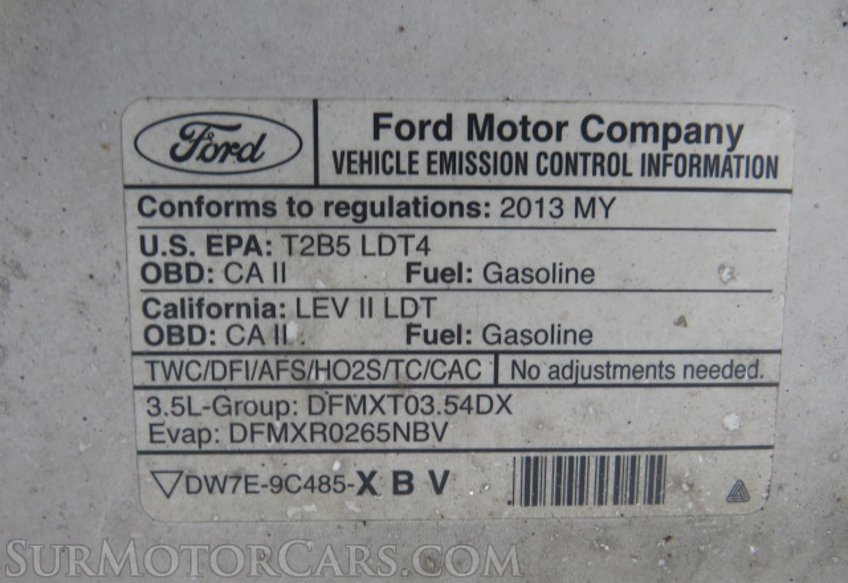 Ford
Ford Motor Company
VEHICLE EMISSION CONTROL INFORMATION
Conforms to regulations: 2013 MY
U.S. EPA: T2B5 LDT4
OBD: CA II Fuel: Gasoline
California: LEV II LDT
OBD: CA II Fuel: Gasoline
TWC/DFI/AFS/HO2S/TC/CAC No adjustments needed.
3.5L-Group: DFMXT03.54DX
Evap: DFMXR0265NBV
DW7E-9C485-X B V
SURMOTORCARS.COM